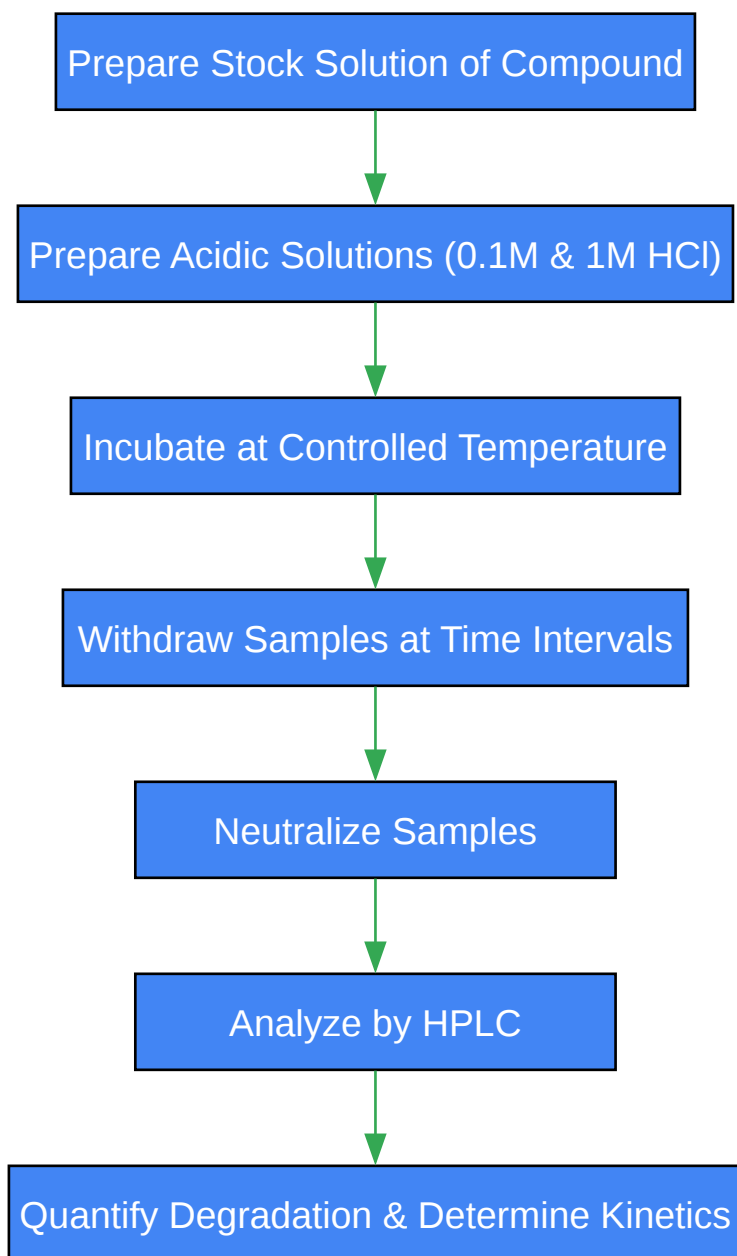 Prepare Stock Solution of Compound
Prepare Acidic Solutions (0.1M & 1M HCl)
Incubate at Controlled Temperature
Withdraw Samples at Time Intervals
Neutralize Samples
Analyze by HPLC
Quantify Degradation & Determine Kinetics